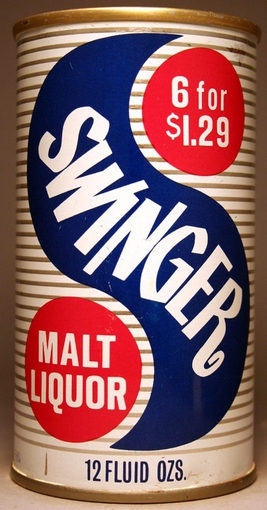 6 for
$1.29
SWINGER
MALT
LIQUOR
12 FLUID OZS.